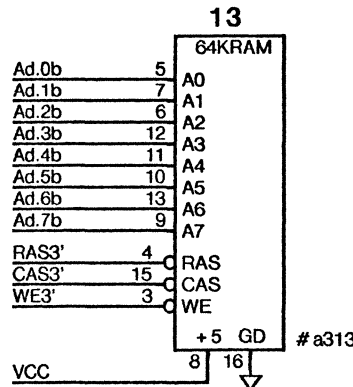 13
64KRAM
Ad.0b 5 A0
Ad.1b 7 A1
Ad.2b 6 A2
Ad.3b 12 A3
Ad.4b 11 A4
Ad.5b 10 A5
Ad.6b 13 A6
Ad.7b 9 A7
RAS3' 4 RAS
CAS3' 15 CAS
WE3' 3 WE
+5 GD #a313
8 16
VCC